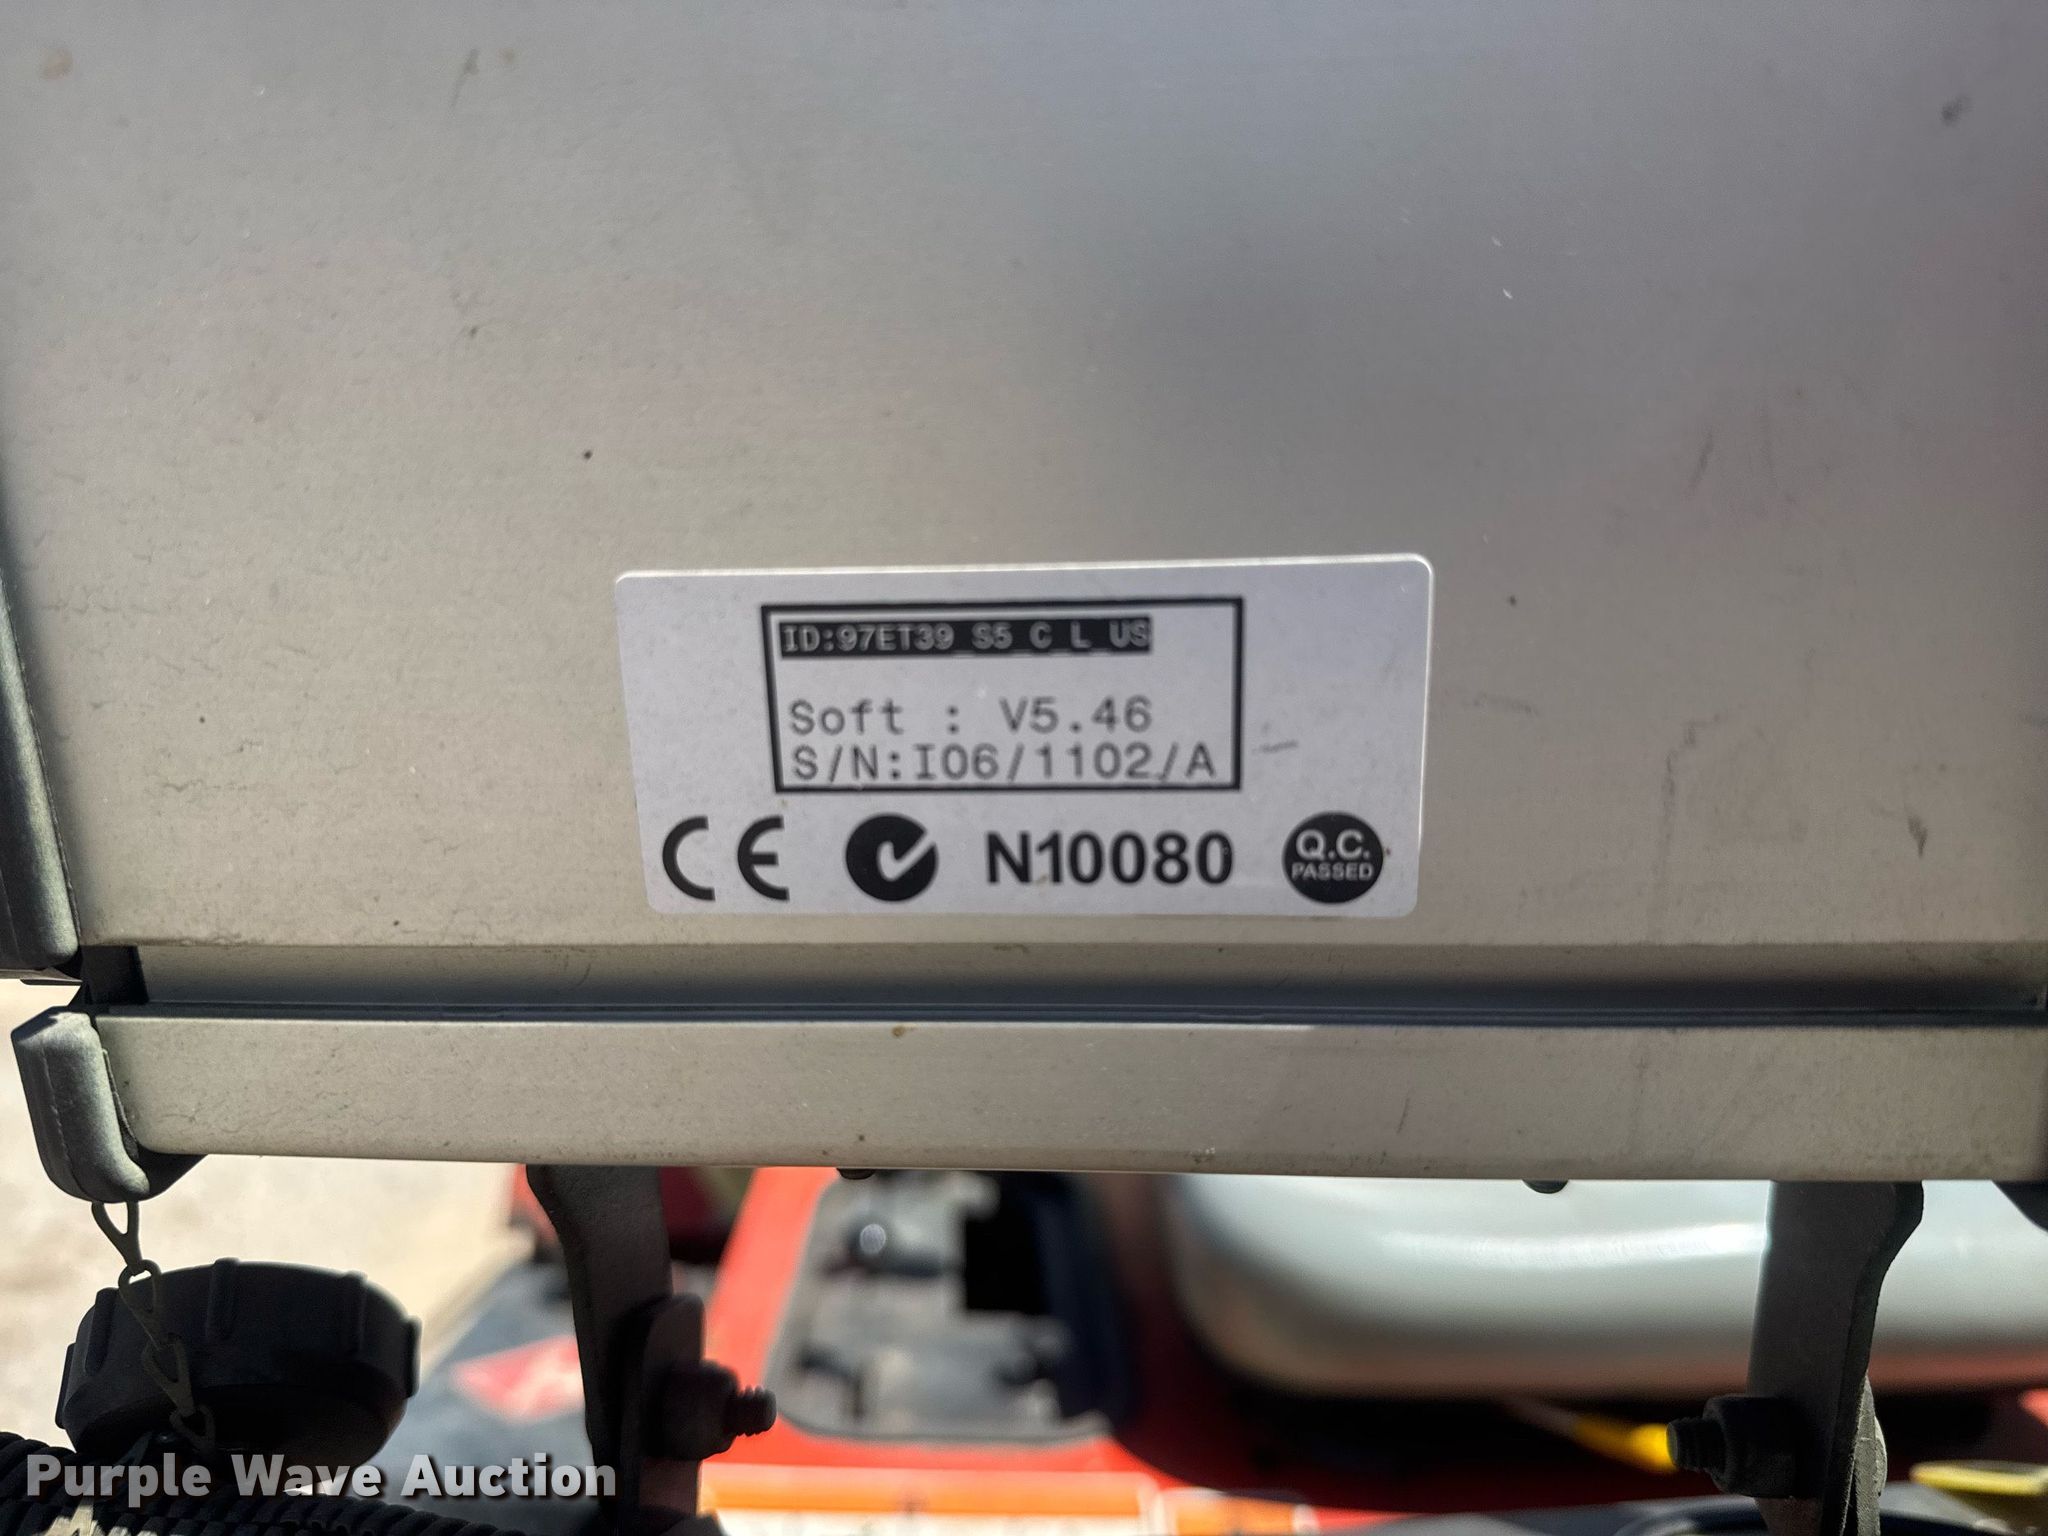 ID:97ET39_S5_C_L_US
Soft : V5.46
S/N:I06/1102/A
CE N10080 Q.C. PASSED
Purple Wave Auction